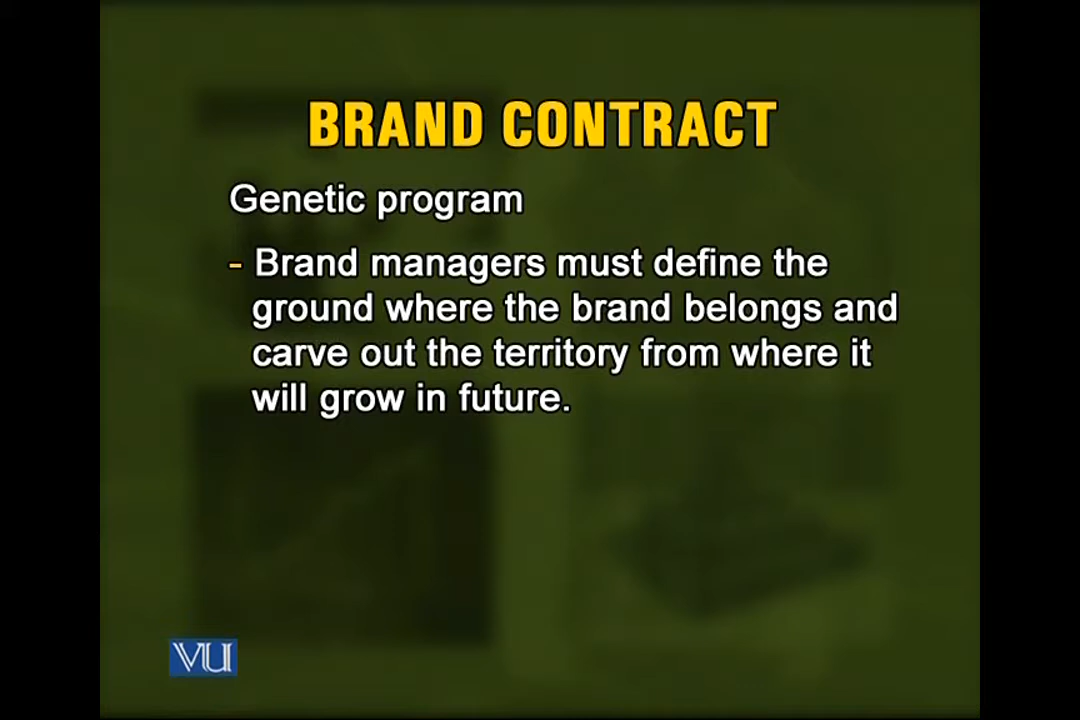 BRAND CONTRACT
Genetic program
- Brand managers must define the
ground where the brand belongs and
carve out the territory from where it
will grow in future.
VU